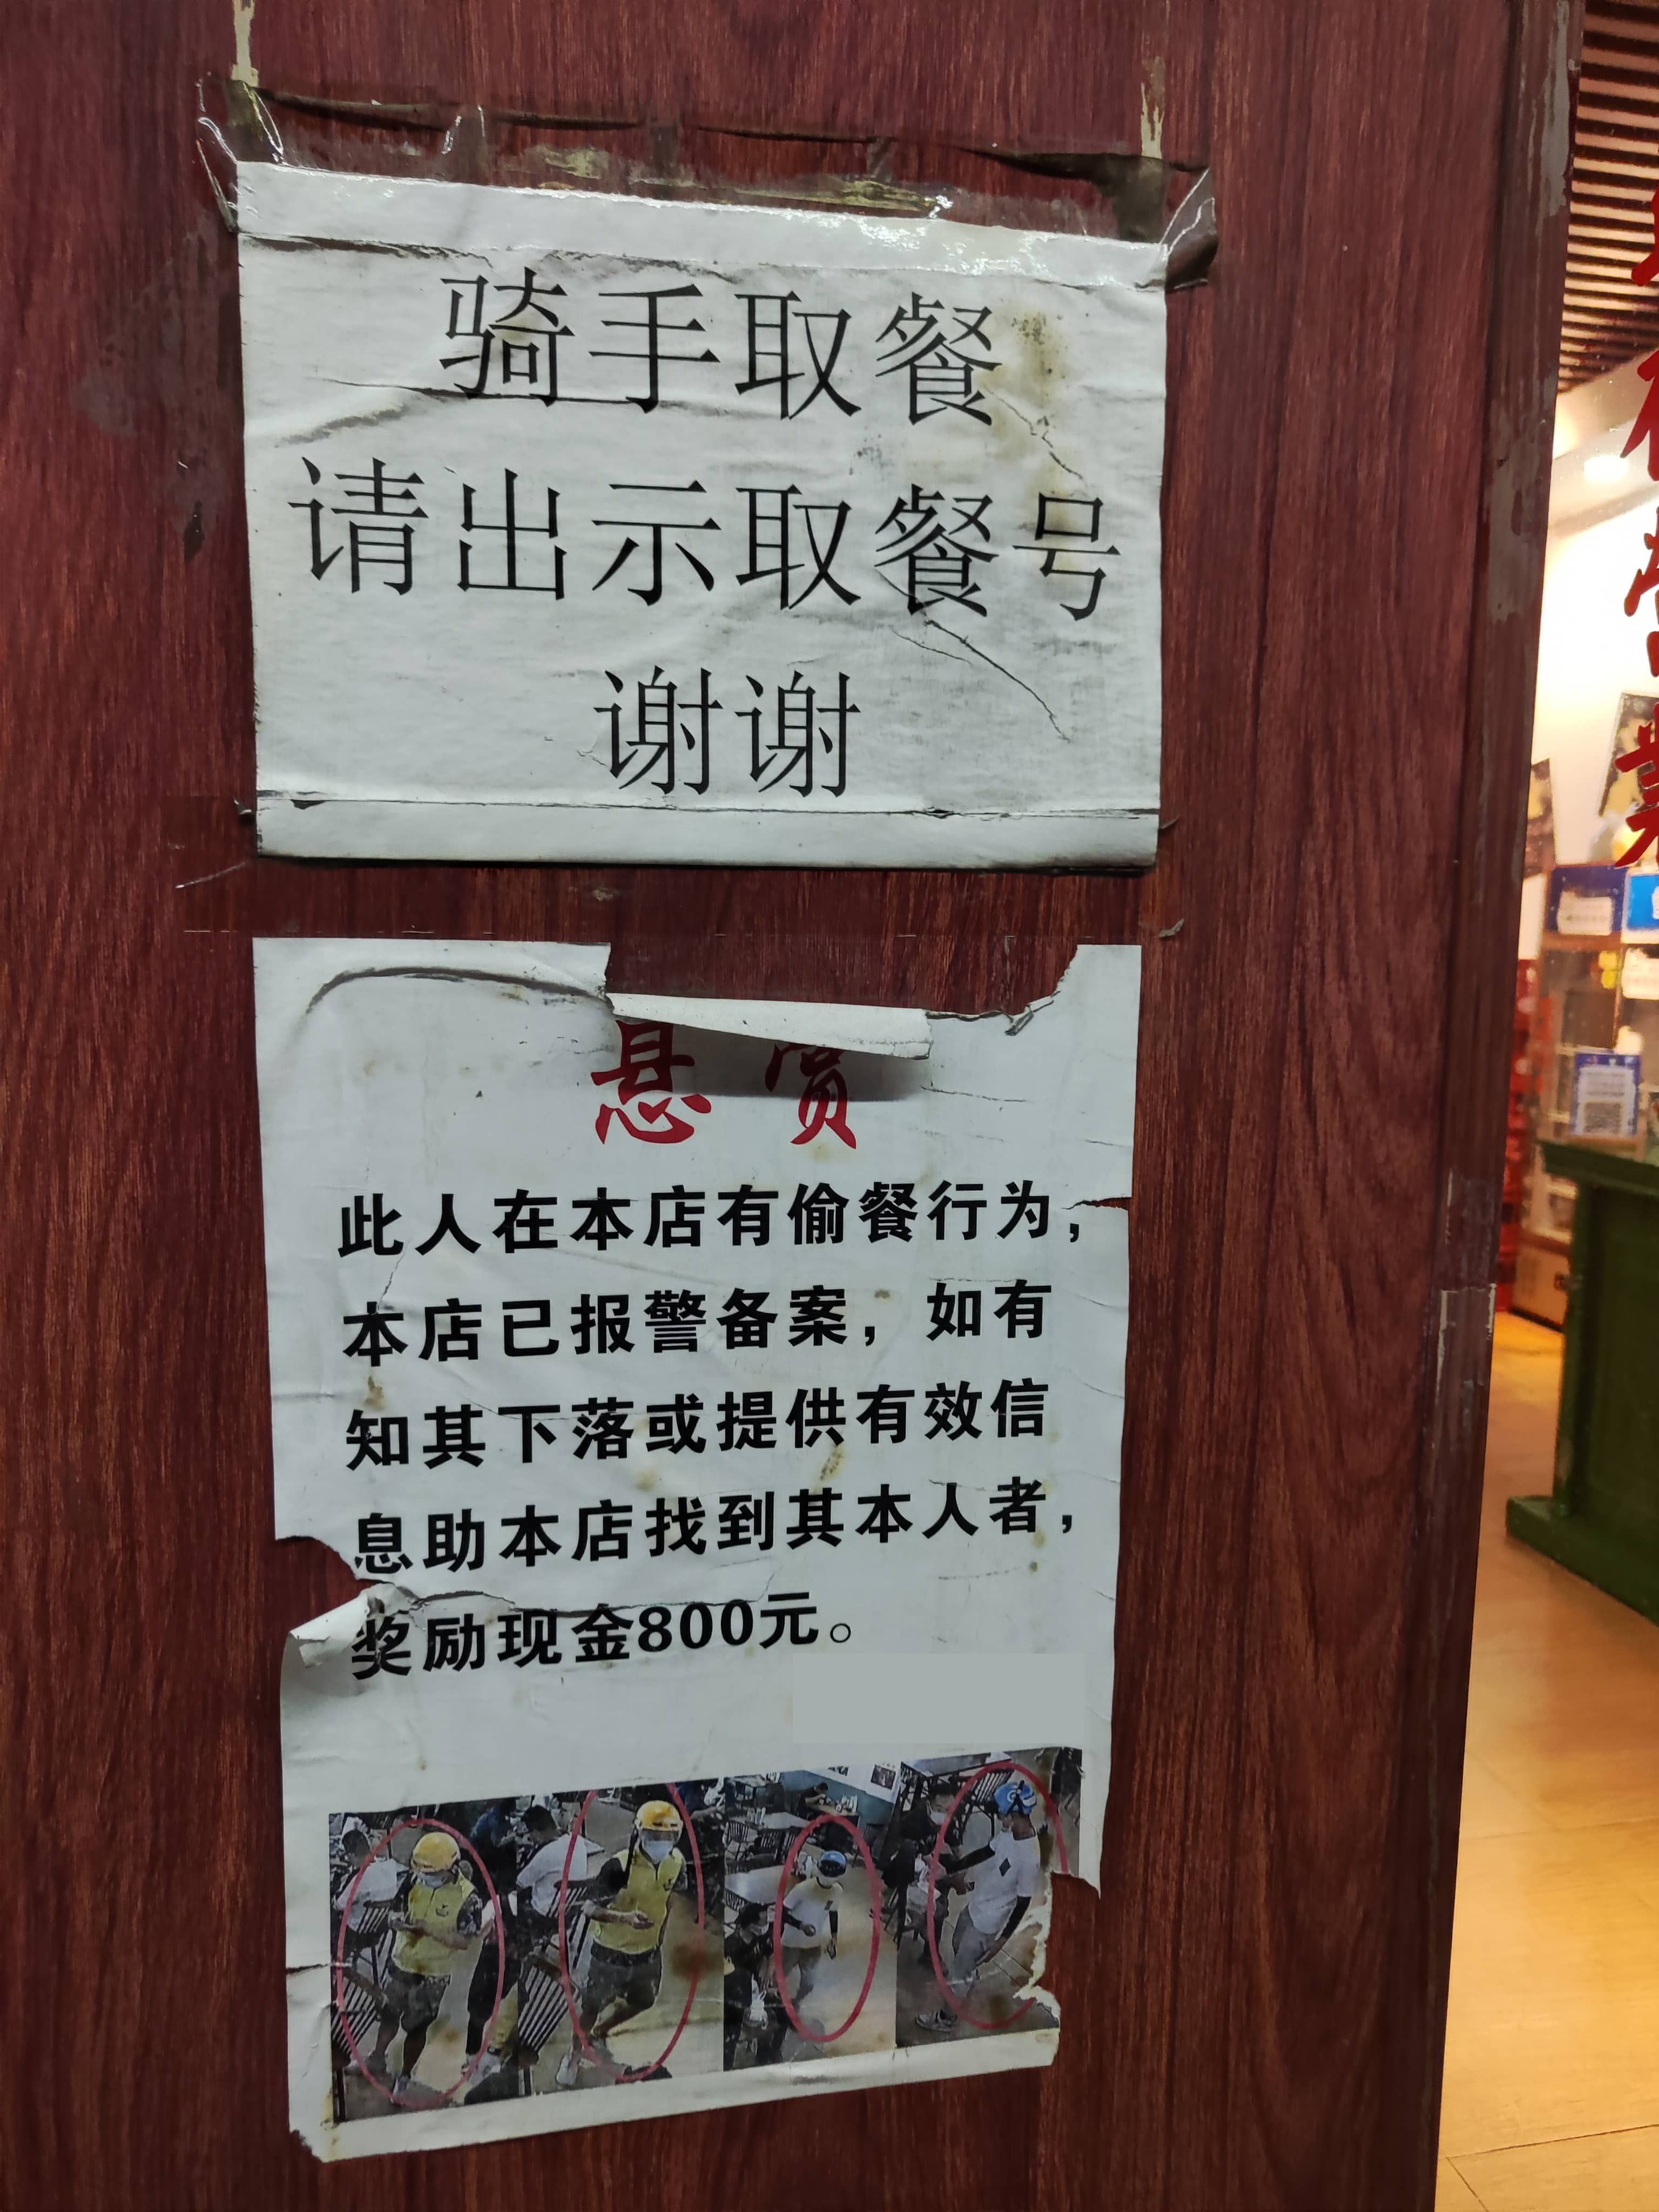 骑手取餐
请出示取餐号
谢谢
悬赏
此人在本店有偷餐行为，
本店已报警备案，如有
知其下落或提供有效信
息助本店找到其本人者，
奖励现金800元。